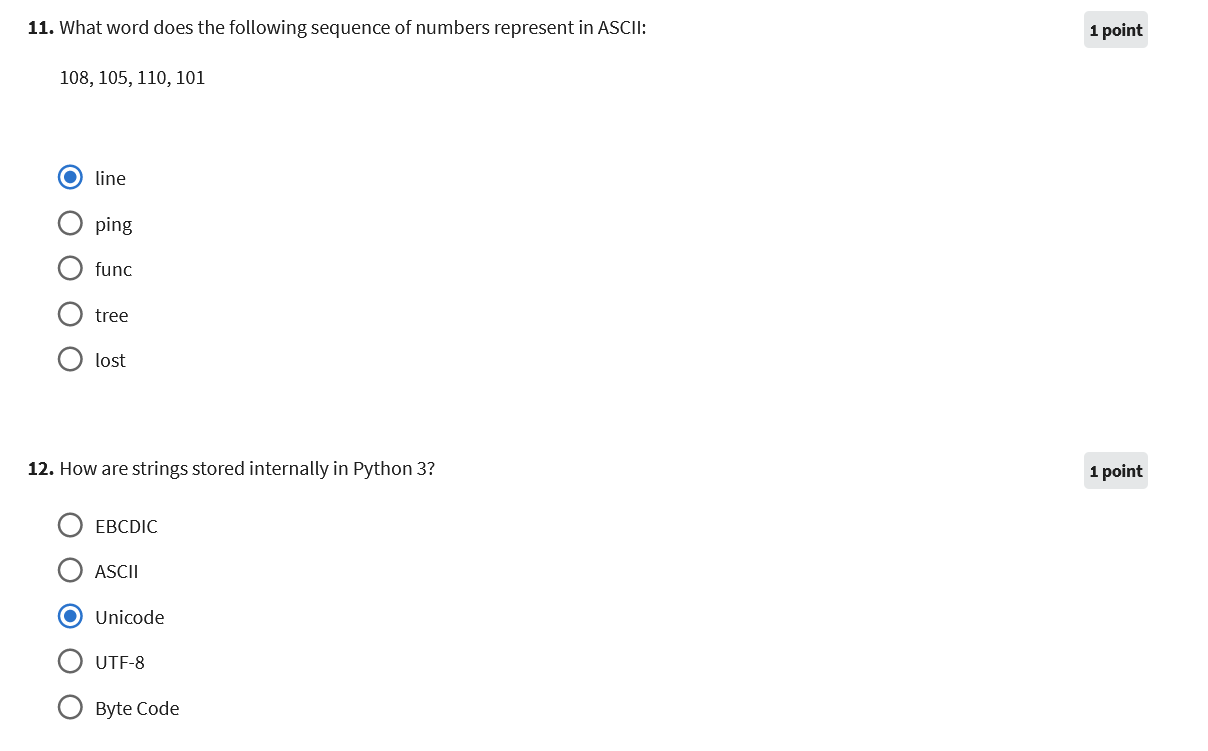 11. What word does the following sequence of numbers represent in ASCII:
1 point
108, 105, 110, 101
line
ping
func
tree
lost
12. How are strings stored internally in Python 3?
1 point
EBCDIC
ASCII
Unicode
UTF-8
Byte Code